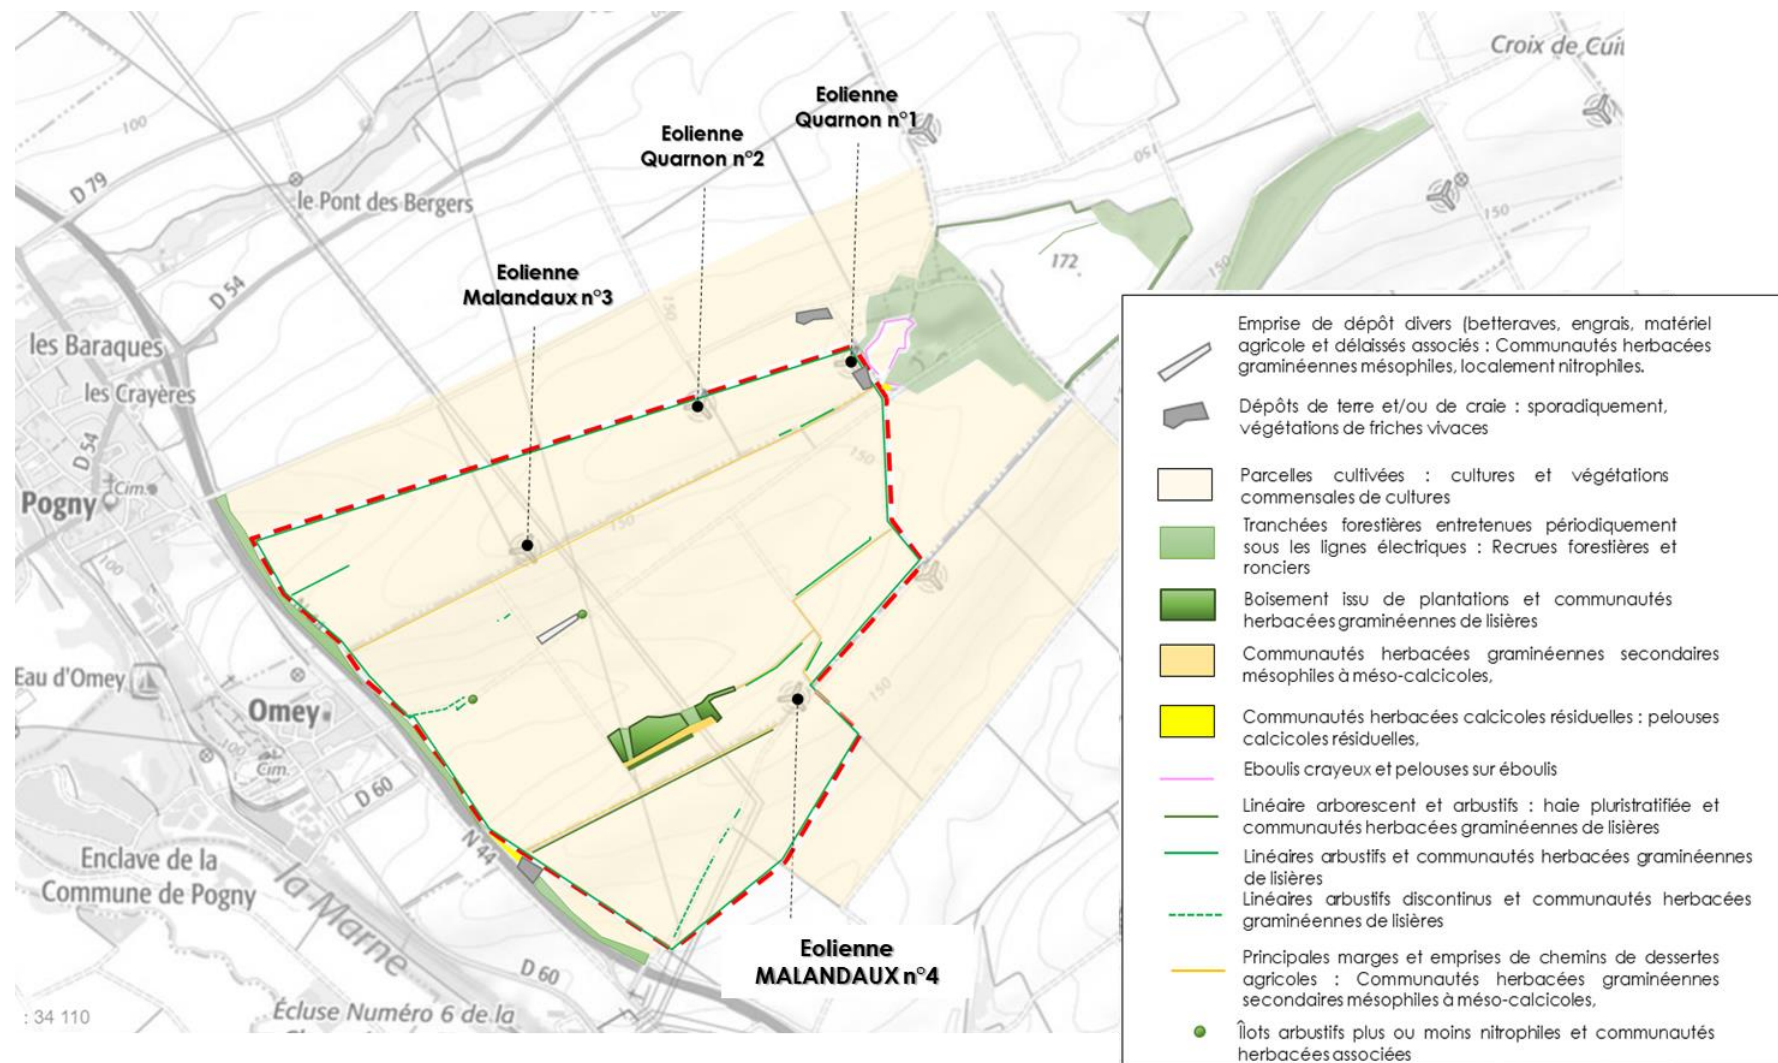 Croix de Cuit
Eolienne
Quarnon n°1
Eolienne
Quarnon n°2
100
D 79
le Pont des Bergers
150
150
172
150
Eolienne
Malandaux n°3
D 54
150
les Baraques
les Crayères
D 54
Pogny
Cim.
100
150
150
Eau d'Omey
Omey
100
Cim.
150
D 60
N 44
Enclave de la
Commune de Pogny
la Marne
D 60
Eolienne
MALANDAUX n°4
Écluse Numéro 6 de la
: 34 110
Emprise de dépôt divers (betteraves, engrais, matériel
agricole et délaissés associés : Communautés herbacées
graminéennes mésophiles, localement nitrophiles.
Dépôts de terre et/ou de craie : sporadiquement,
végétations de friches vivaces
Parcelles cultivées : cultures et végétations
commensales de cultures
Tranchées forestières entretenues périodiquement
sous les lignes électriques : Recrues forestières et
ronciers
Boisement issu de plantations et communautés
herbacées graminéennes de lisières
Communautés herbacées graminéennes secondaires
mésophiles à méso-calcicoles,
Communautés herbacées calcicoles résiduelles : pelouses
calcicoles résiduelles,
Eboulis crayeux et pelouses sur éboulis
Linéaire arborescent et arbustifs : haie pluristratifiée et
communautés herbacées graminéennes de lisières
Linéaires arbustifs et communautés herbacées graminéennes
de lisières
Linéaires arbustifs discontinus et communautés herbacées
graminéennes de lisières
Principales marges et emprises de chemins de dessertes
agricoles : Communautés herbacées graminéennes
secondaires mésophiles à méso-calcicoles,
Îlots arbustifs plus ou moins nitrophiles et communautés
herbacées associées